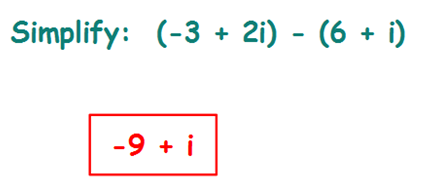 Simplify: (-3 + 2i) - (6 + i)
-9 + i